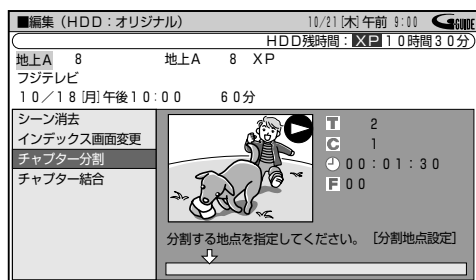 ■編集（HDD：オリジナル） 10/21[木]午前 9:00 GGUIDE
HDD残時間：XP 10時間30分
地上A 8 地上A 8 XP
フジテレビ
10／18[月]午後10：00 60分
シーン消去
インデックス画面変更
チャプター分割
チャプター結合
T 2
C 1
00：01：30
F 00
分割する地点を指定してください。［分割地点設定］